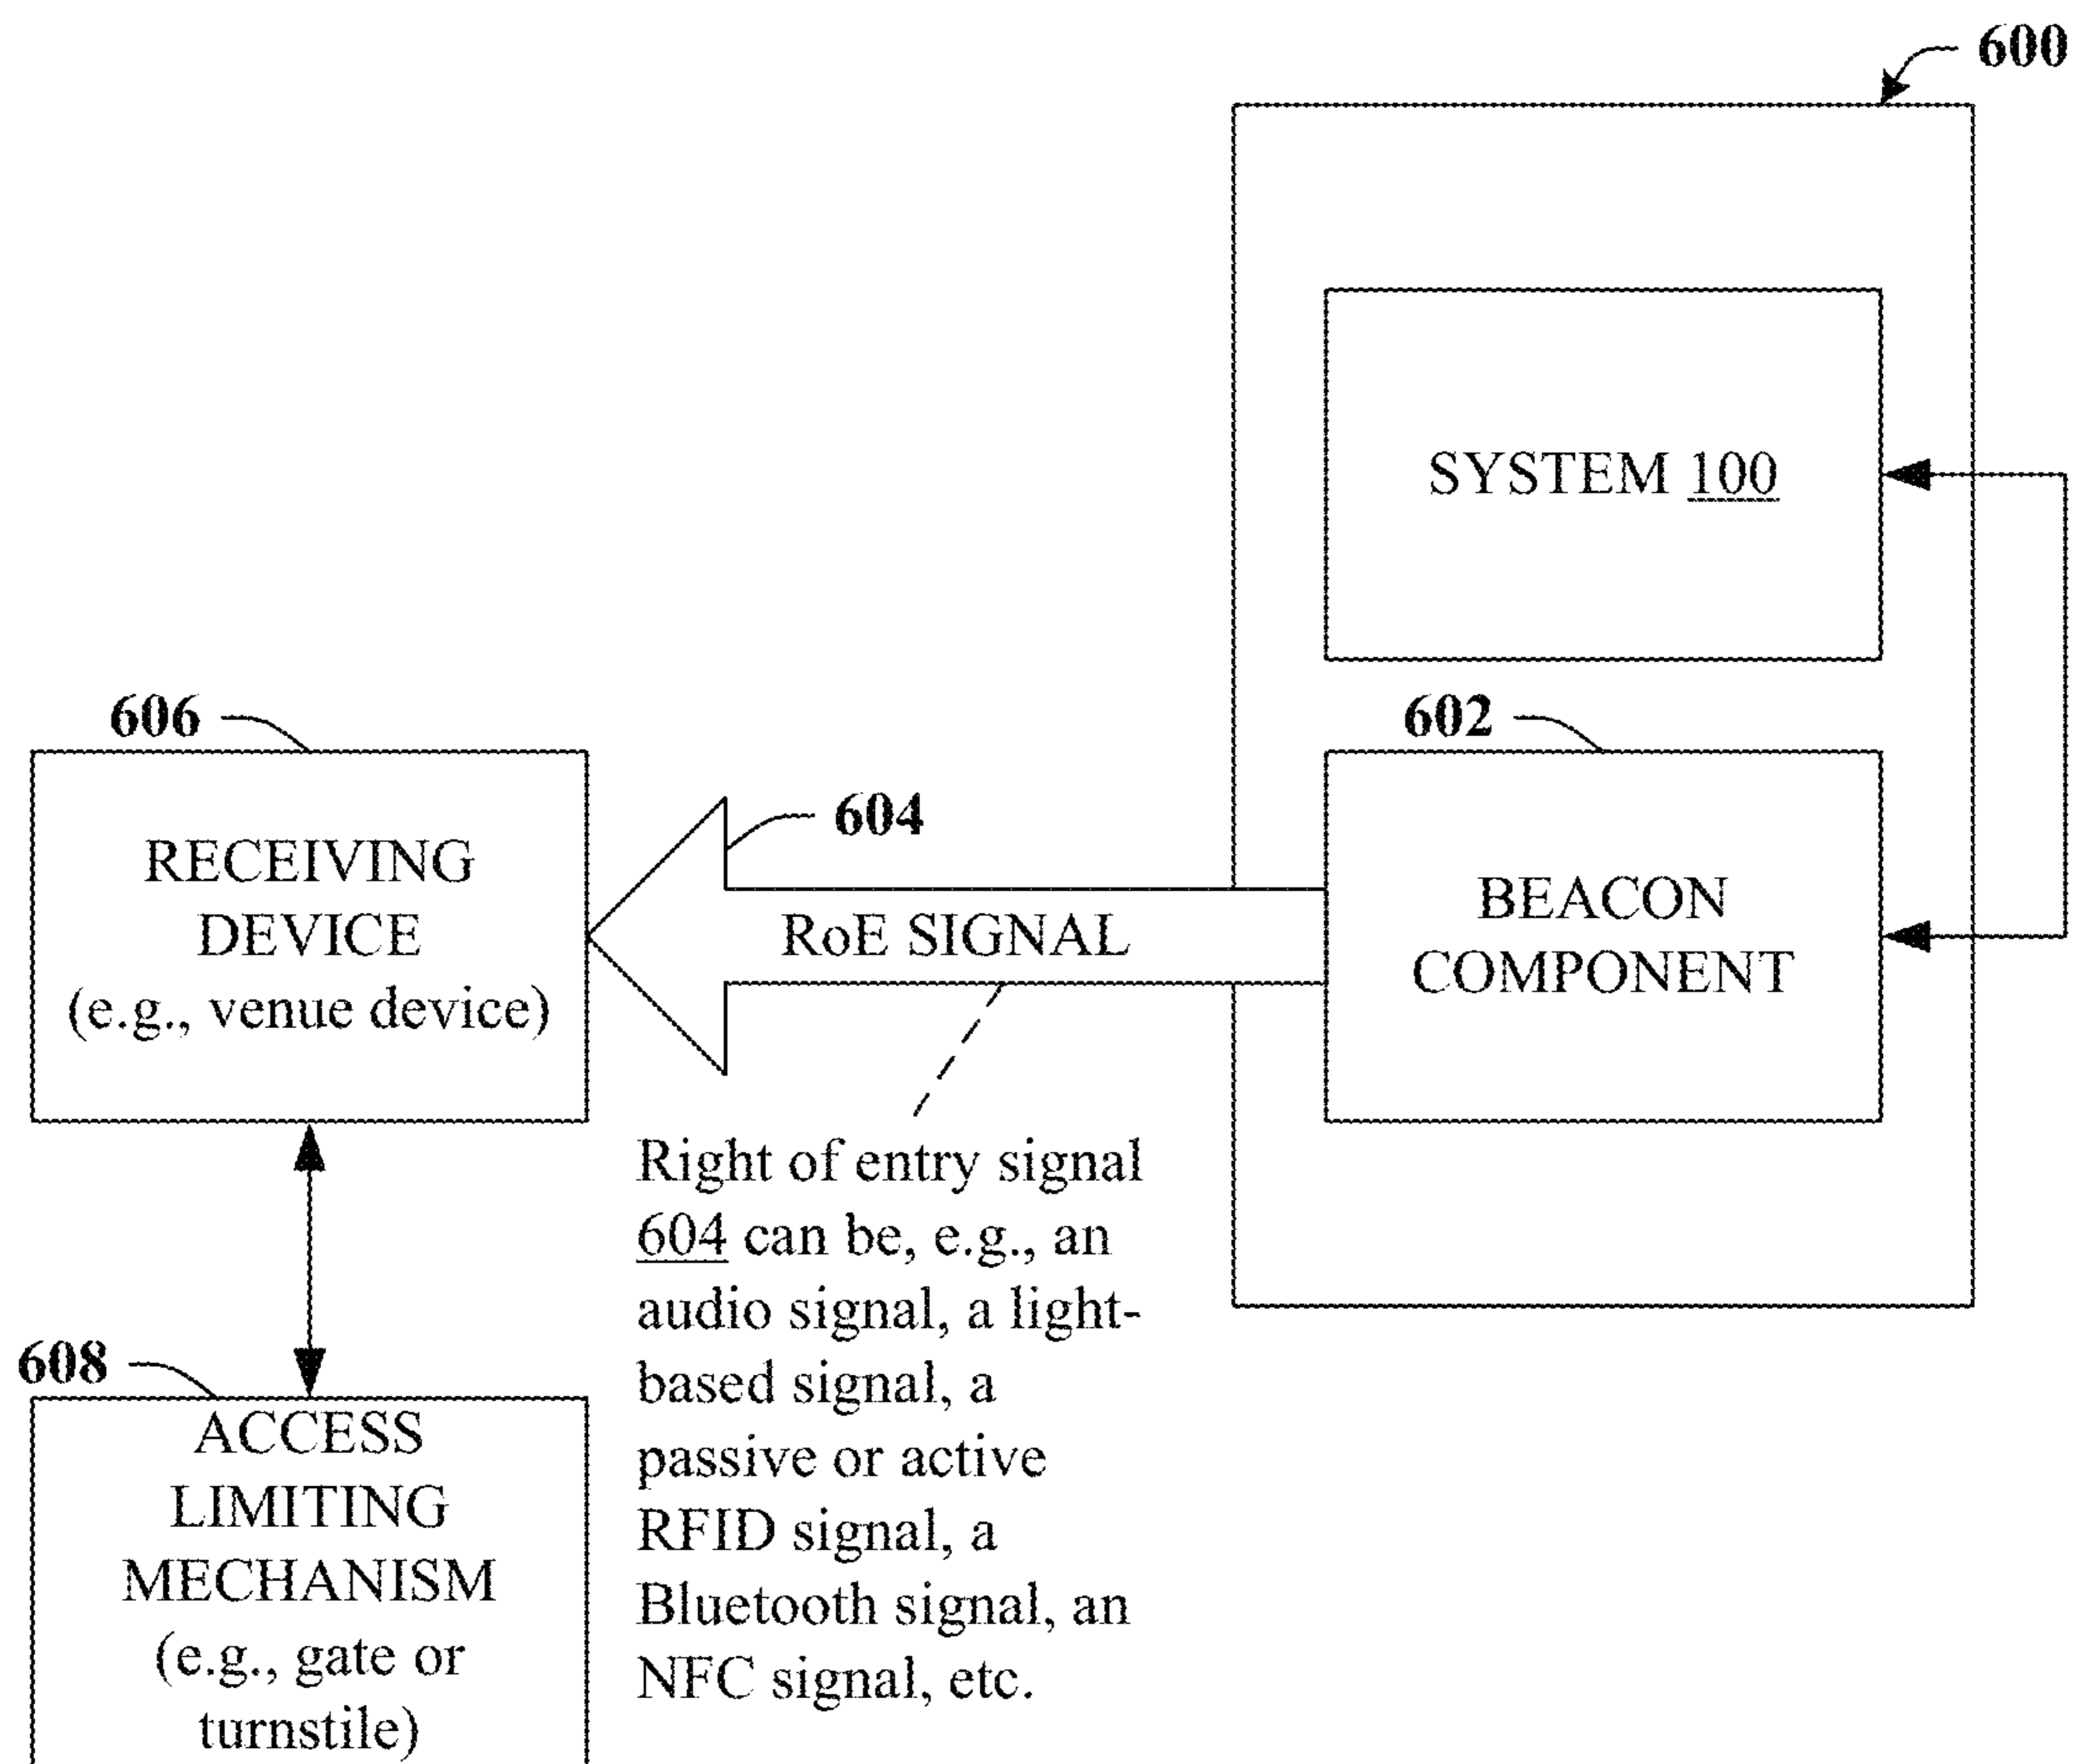 600
SYSTEM 100
606
602
604
RECEIVING
DEVICE
(e.g., venue device)
RoE SIGNAL
BEACON
COMPONENT
Right of entry signal
604 can be, e.g., an
audio signal, a light-
based signal, a
passive or active
RFID signal, a
Bluetooth signal, an
NFC signal, etc.
608
ACCESS
LIMITING
MECHANISM
(e.g., gate or
turnstile)